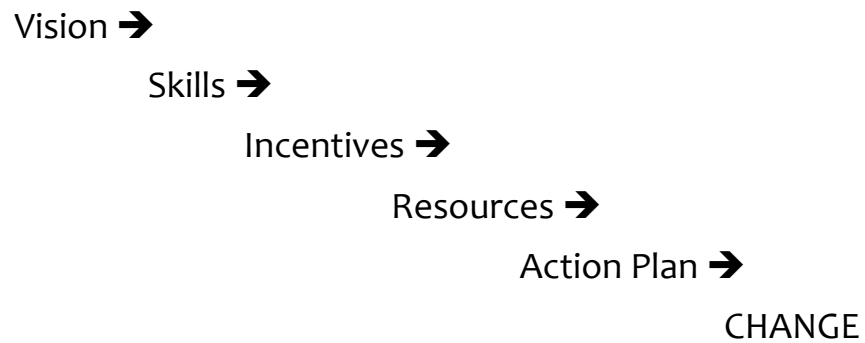 Vision ➔
Skills ➔
Incentives ➔
Resources ➔
Action Plan ➔
CHANGE